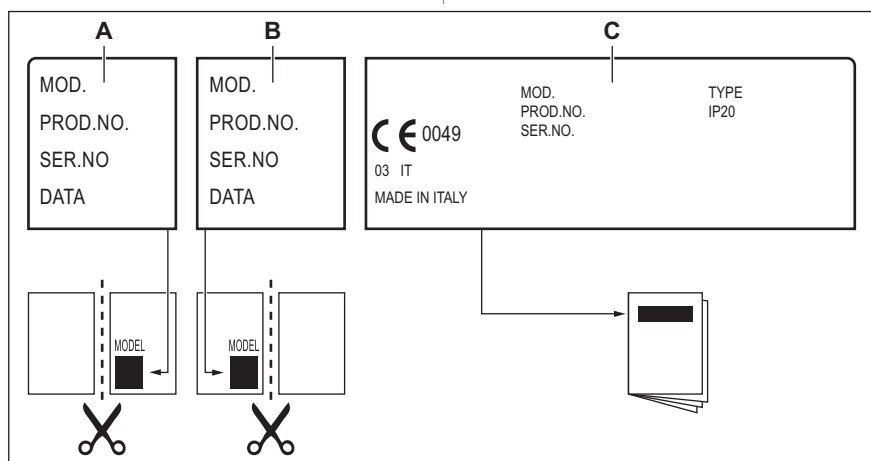 A
B
C
MOD.
PROD.NO.
SER.NO
DATA
MOD.
PROD.NO.
SER.NO
DATA
MOD.
PROD.NO.
SER.NO.
TYPE
IP20
CE 0049
03 IT
MADE IN ITALY
MODEL
MODEL